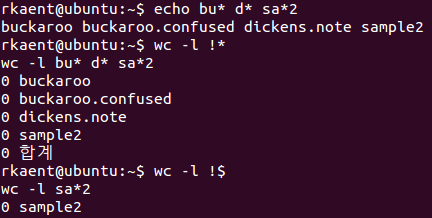 rkaent@ubuntu:~$ echo bu* d* sa*2
buckaroo buckaroo.confused dickens.note sample2
rkaent@ubuntu:~$ wc -l !*
wc -l bu* d* sa*2
0 buckaroo
0 buckaroo.confused
0 dickens.note
0 sample2
0 합계
rkaent@ubuntu:~$ wc -l !$
wc -l sa*2
0 sample2